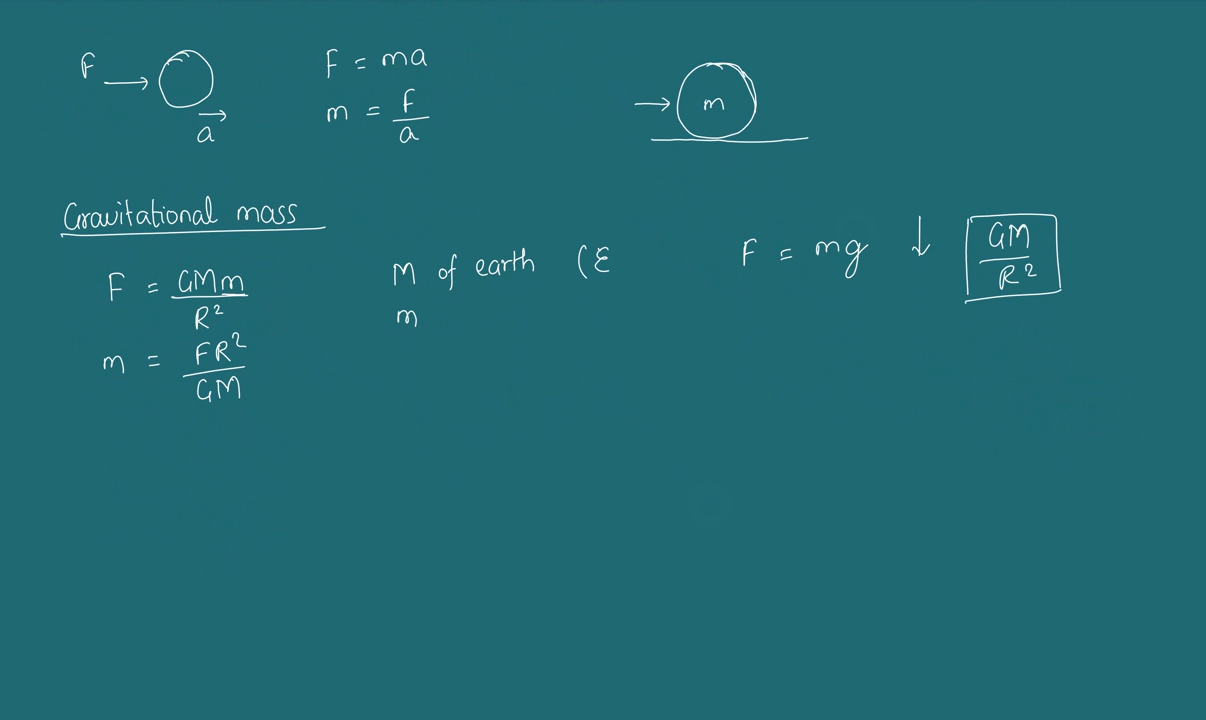 F → F = ma
a m = F/a
→ m
Gravitational mass
F = GMm/R²
M of earth (E
m
F = mg ↓ GM/R²
m = FR²/GM